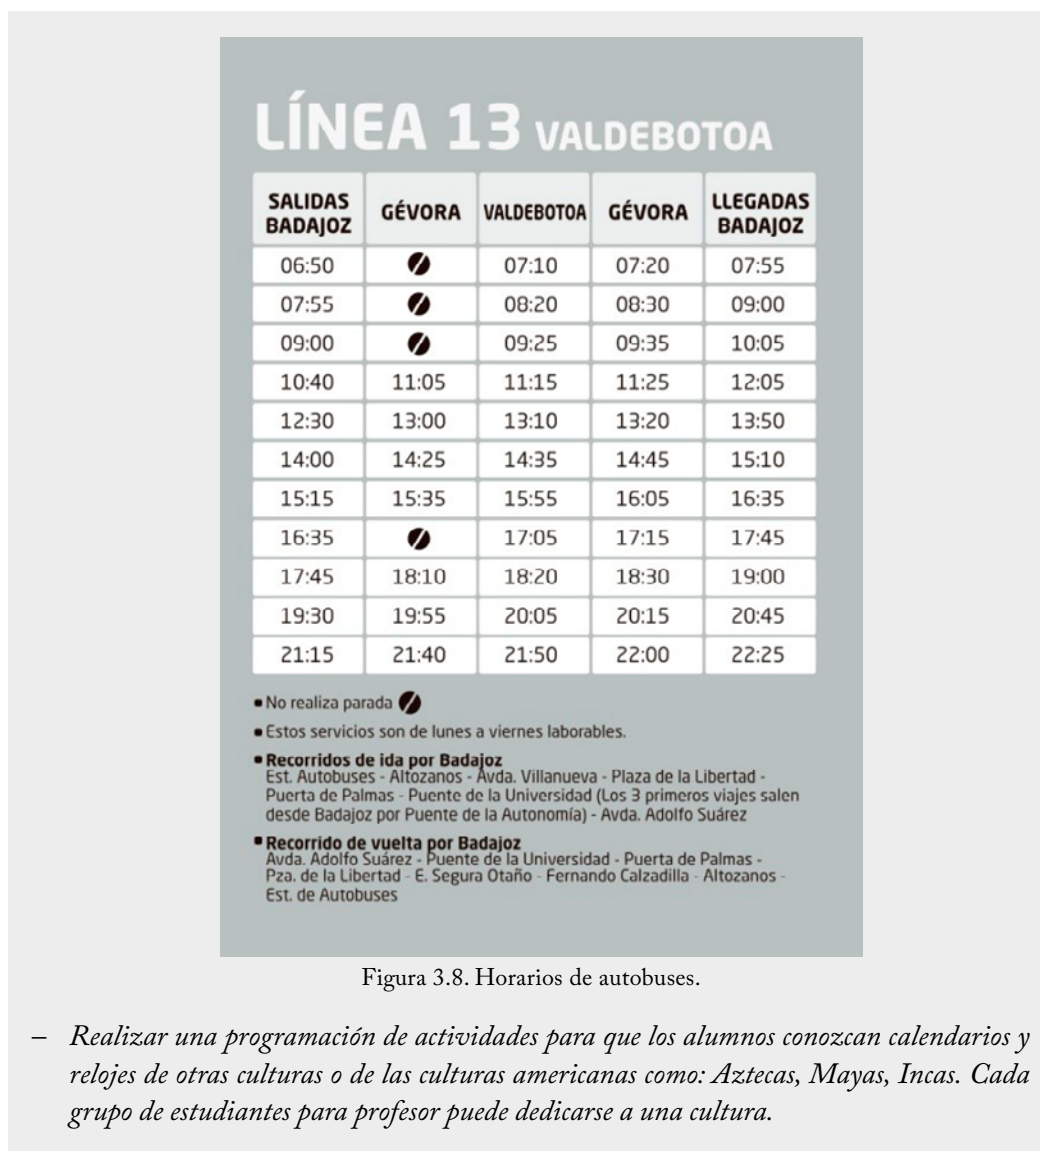 LÍNEA 13 VALDEBOTOA
SALIDAS BADAJOZ GÉVORA VALDEBOTOA GÉVORA LLEGADAS BADAJOZ
06:50 07:10 07:20 07:55
07:55 08:20 08:30 09:00
09:00 09:25 09:35 10:05
10:40 11:05 11:15 11:25 12:05
12:30 13:00 13:10 13:20 13:50
14:00 14:25 14:35 14:45 15:10
15:15 15:35 15:55 16:05 16:35
16:35 17:05 17:15 17:45
17:45 18:10 18:20 18:30 19:00
19:30 19:55 20:05 20:15 20:45
21:15 21:40 21:50 22:00 22:25
▪ No realiza parada
▪ Estos servicios son de lunes a viernes laborables.
▪ Recorridos de ida por Badajoz
Est. Autobuses - Altozanos - Avda. Villanueva - Plaza de la Libertad -
Puerta de Palmas - Puente de la Universidad (Los 3 primeros viajes salen
desde Badajoz por Puente de la Autonomía) - Avda. Adolfo Suárez
▪ Recorrido de vuelta por Badajoz
Avda. Adolfo Suárez - Puente de la Universidad - Puerta de Palmas -
Pza. de la Libertad - E. Segura Otaño - Fernando Calzadilla - Altozanos -
Est. de Autobuses
Figura 3.8. Horarios de autobuses.
– Realizar una programación de actividades para que los alumnos conozcan calendarios y
relojes de otras culturas o de las culturas americanas como: Aztecas, Mayas, Incas. Cada
grupo de estudiantes para profesor puede dedicarse a una cultura.